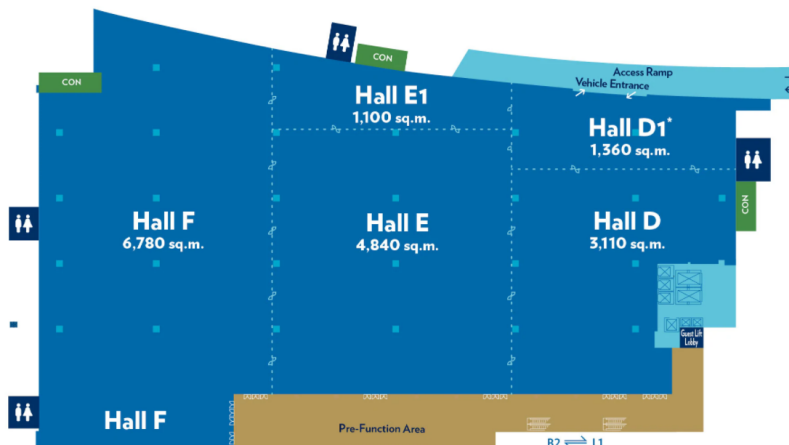 CON
Access Ramp
Vehicle Entrance
CON
Hall E1
1,100 sq.m.
Hall D1*
1,360 sq.m.
CON
Hall F
6,780 sq.m.
Hall E
4,840 sq.m.
Hall D
3,110 sq.m.
Guest Lift
Lobby
Hall F
Pre-Function Area
B2 L1